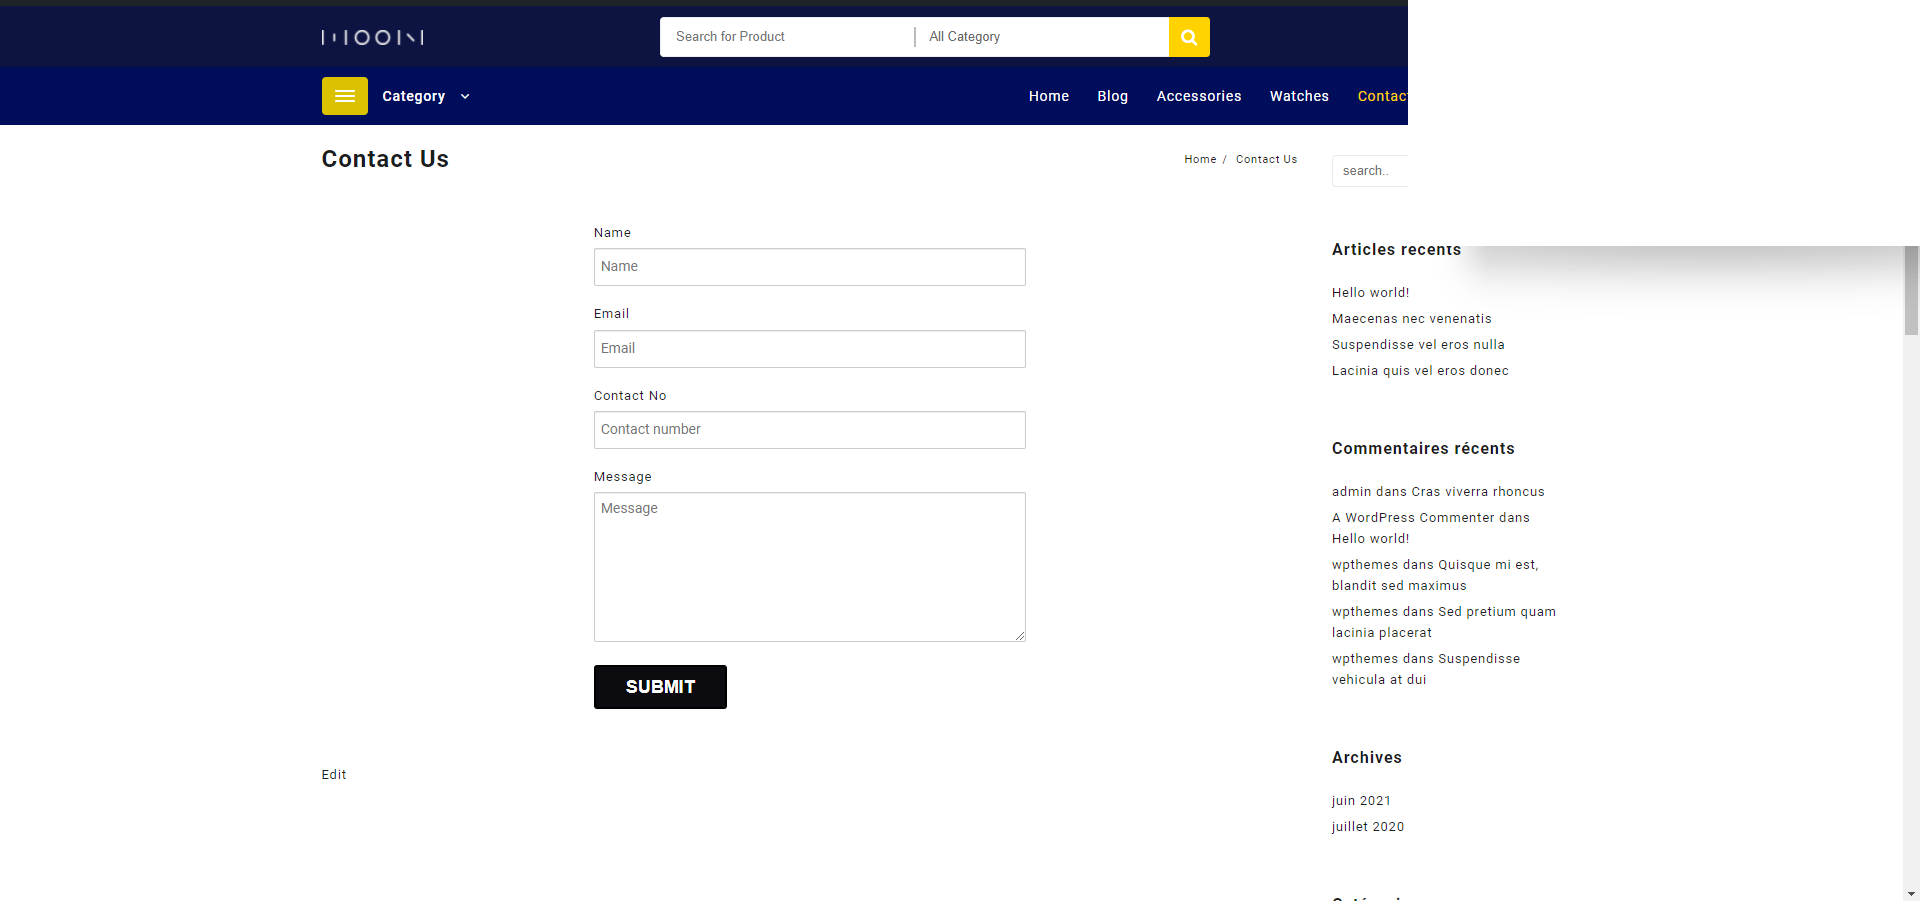 MOON
Search for Product
All Category
Category
Home
Blog
Accessories
Watches
Contac
Contact Us
Home / Contact Us
search..
Name
Name
Email
Email
Contact No
Contact number
Message
Message
SUBMIT
Edit
Articles recents
Hello world!
Maecenas nec venenatis
Suspendisse vel eros nulla
Lacinia quis vel eros donec
Commentaires récents
admin dans Cras viverra rhoncus
A WordPress Commenter dans
Hello world!
wpthemes dans Quisque mi est,
blandit sed maximus
wpthemes dans Sed pretium quam
lacinia placerat
wpthemes dans Suspendisse
vehicula at dui
Archives
juin 2021
juillet 2020